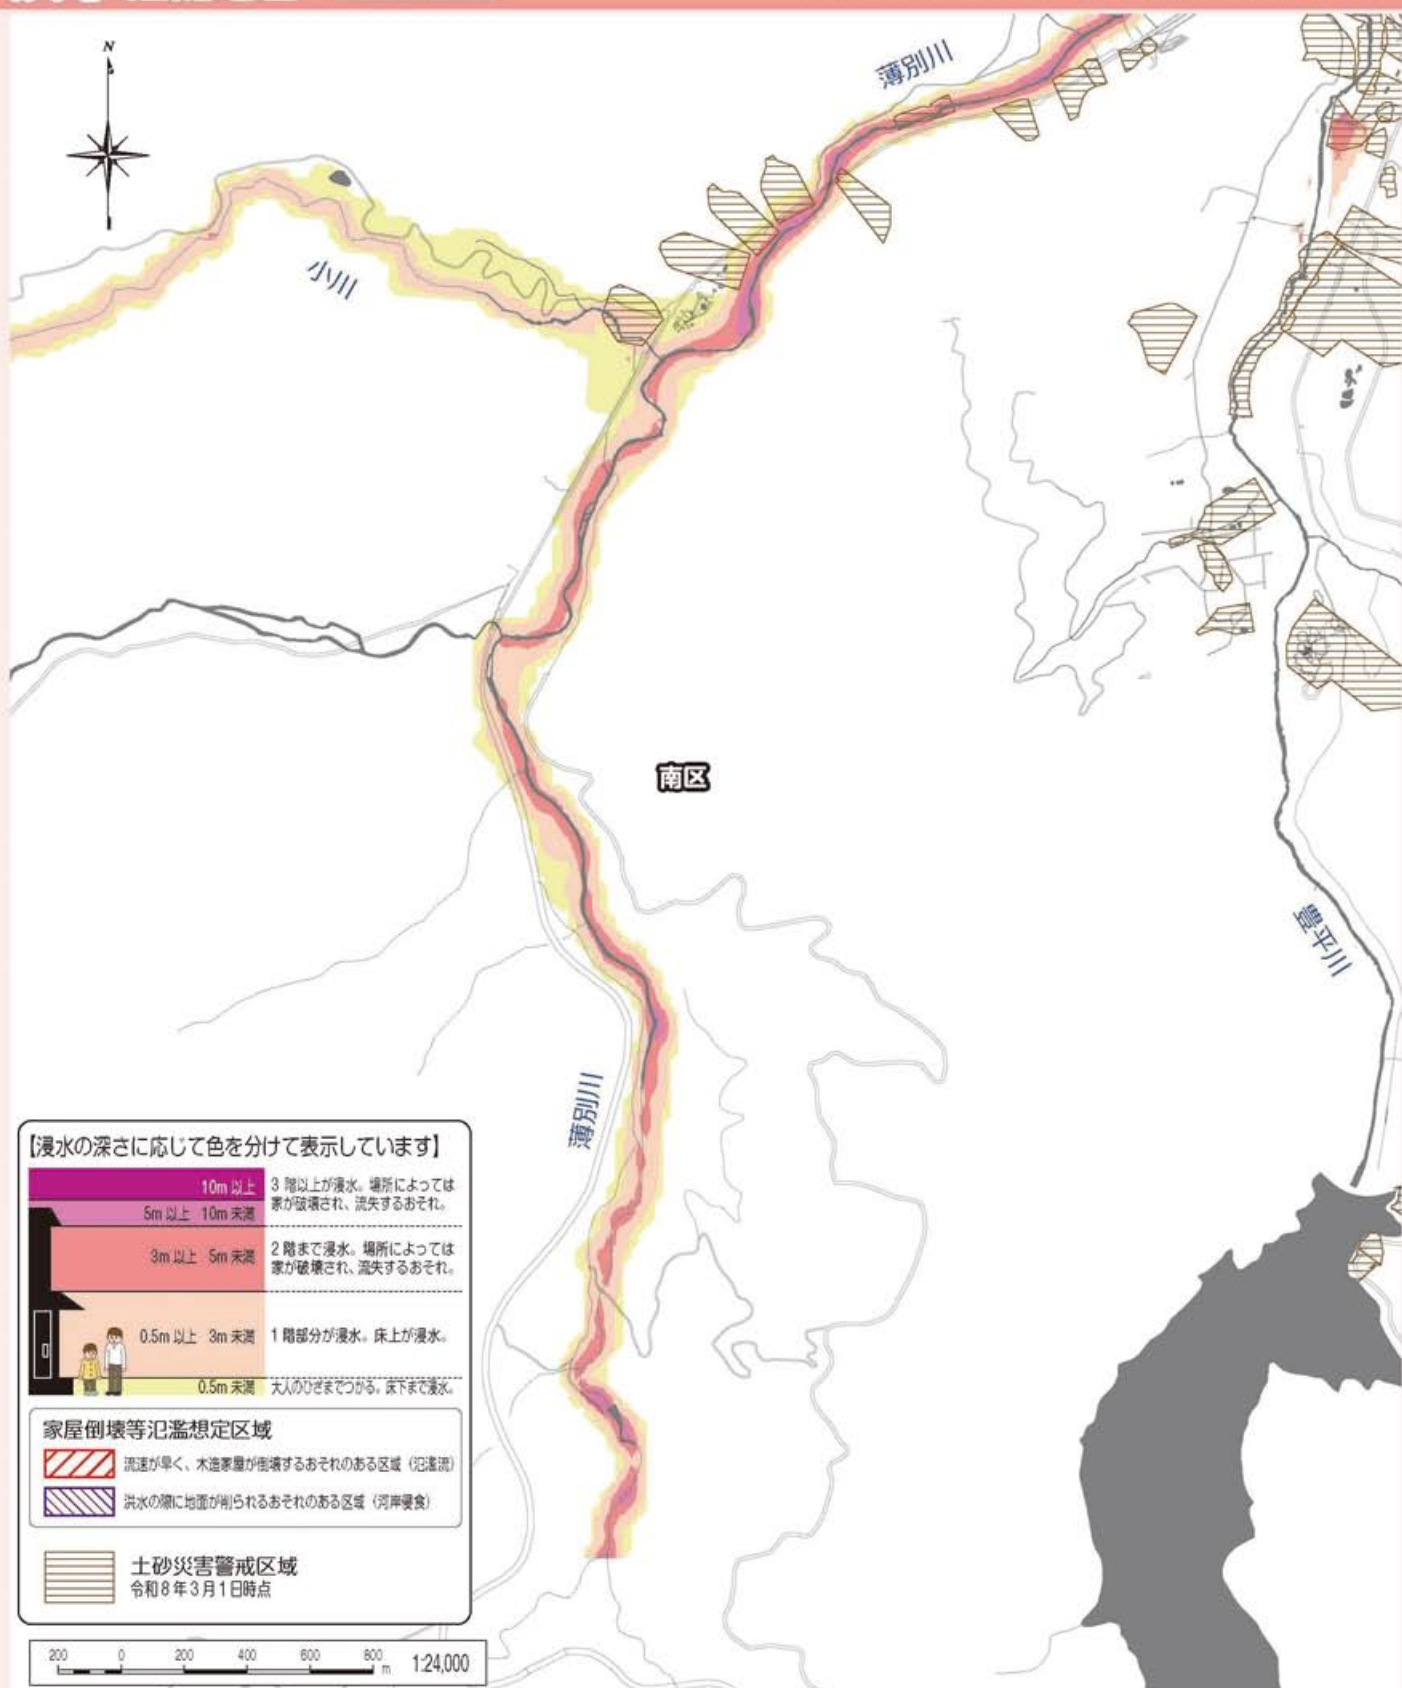 N
薄別川
小川
南区
豊平川
薄別川
【浸水の深さに応じて色を分けて表示しています】
10m 以上
3 階以上が浸水。場所によっては
家が破壊され、流失するおそれ。
5m 以上 10m 未満
3m 以上 5m 未満
2 階まで浸水。場所によっては
家が破壊され、流失するおそれ。
0.5m 以上 3m 未満
1 階部分が浸水。床上が浸水。
0.5m 未満
大人のひざまでつかる。床下まで浸水。
家屋倒壊等氾濫想定区域
流速が早く、木造家屋が倒壊するおそれのある区域（氾濫流）
洪水の際に地面が削られるおそれのある区域（河岸侵食）
土砂災害警戒区域
令和8年3月1日時点
200 0 200 400 600 800 m
1:24,000